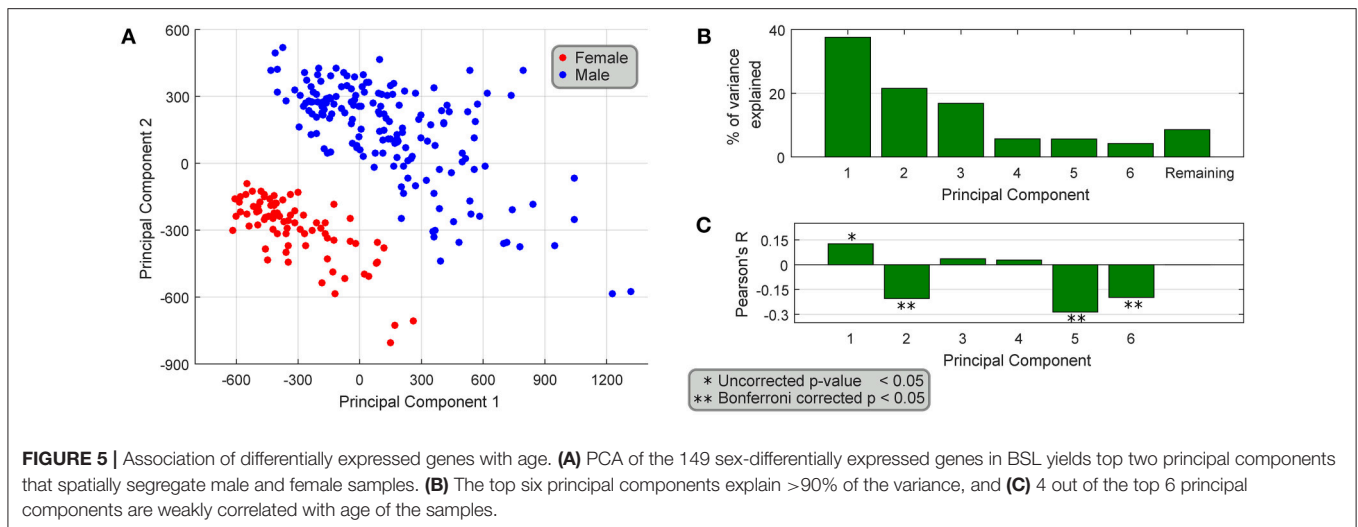 A
600
300
0
-300
-600
-900
Principal Component 2
-600 -300 0 300 600 900 1200
Principal Component 1
Female
Male
B
40
20
0
% of variance
explained
1 2 3 4 5 6 Remaining
Principal Component
C
0.15
0
-0.15
-0.3
Pearson's R
*
**
**
**
1 2 3 4 5 6
Principal Component
* Uncorrected p-value < 0.05
** Bonferroni corrected p < 0.05
FIGURE 5 | Association of differentially expressed genes with age. (A) PCA of the 149 sex-differentially expressed genes in BSL yields top two principal components
that spatially segregate male and female samples. (B) The top six principal components explain >90% of the variance, and (C) 4 out of the top 6 principal
components are weakly correlated with age of the samples.